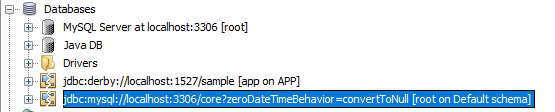 Databases
MySQL Server at localhost:3306 [root]
Java DB
Drivers
jdbc:derby://localhost:1527/sample [app on APP]
jdbc:mysql://localhost:3306/core?zeroDateTimeBehavior=convertToNull [root on Default schema]